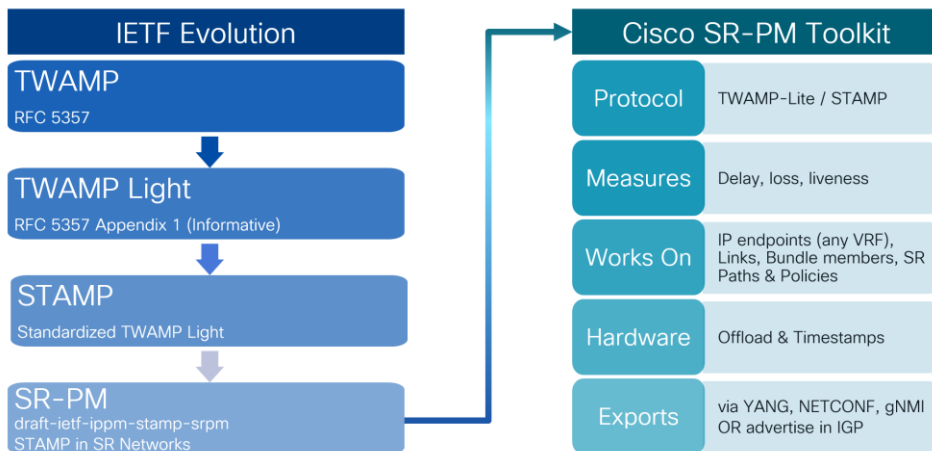 IETF Evolution
TWAMP
RFC 5357
TWAMP Light
RFC 5357 Appendix 1 (Informative)
STAMP
Standardized TWAMP Light
SR-PM
draft-ietf-ippm-stamp-srpm
STAMP in SR Networks
Cisco SR-PM Toolkit
Protocol
TWAMP-Lite / STAMP
Measures
Delay, loss, liveness
Works On
IP endpoints (any VRF),
Links, Bundle members, SR
Paths & Policies
Hardware
Offload & Timestamps
Exports
via YANG, NETCONF, gNMI
OR advertise in IGP